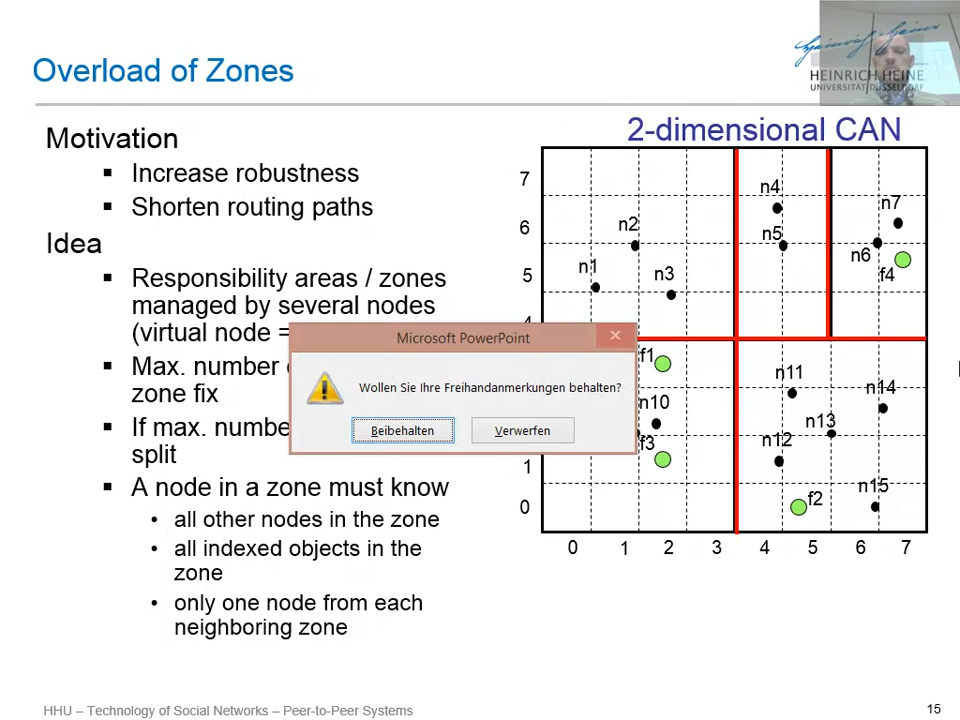 Heinrich Heine
HEINRICH HEINE
UNIVERSITÄT DÜSSELDORF
Overload of Zones
Motivation
▪ Increase robustness
▪ Shorten routing paths
Idea
▪ Responsibility areas / zones
managed by several nodes
(virtual node =
▪ Max. number
zone fix
▪ If max. numbe
split
▪ A node in a zone must know
• all other nodes in the zone
• all indexed objects in the
zone
• only one node from each
neighboring zone
2-dimensional CAN
7
6
5
4
1
0
0 1 2 3 4 5 6 7
n4
n7
n2
n5
n6
n1
n3
f4
f1
n11
n14
n10
n13
n12
f3
n15
f2
Microsoft PowerPoint
Wollen Sie Ihre Freihandanmerkungen behalten?
Beibehalten
Verwerfen
HHU – Technology of Social Networks – Peer-to-Peer Systems
15